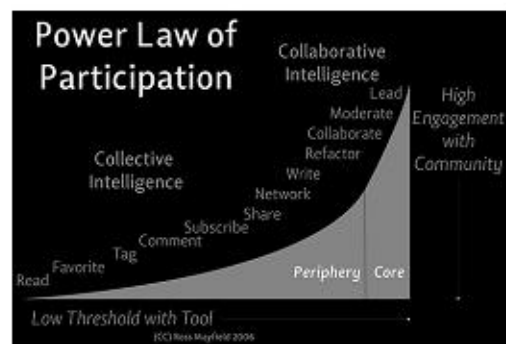 Power Law of
Participation
Collaborative
Intelligence
Lead
Moderate
Collaborate
Refactor
Write
Network
Share
Subscribe
Comment
Tag
Favorite
Read
Collective
Intelligence
High
Engagement
with
Community
Periphery Core
Low Threshold with Tool
(CC) Ross Mayfield 2006